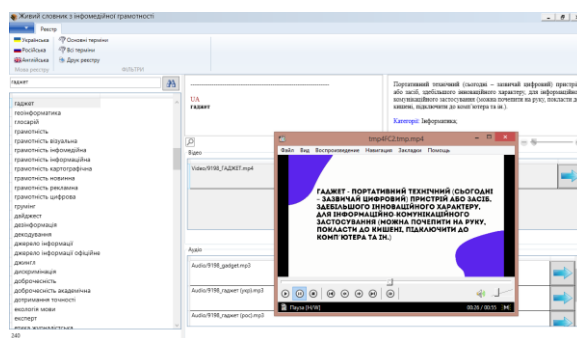 Живий словник з інфомедійної грамотності
Реєстр
Українська
Російська
Англійська
Мова реєстру
Основні терміни
Всі терміни
Друк реєстру
ФІЛЬТРИ
гаджет
гаджет
геоінформатика
глосарій
грамотність
грамотність візуальна
грамотність інфомедійна
грамотність інформаційна
грамотність картографічна
грамотність новинна
грамотність рекламна
грамотність цифрова
грумінг
дайджест
дезінформація
декодування
джерело інформації
джерело інформації офіційне
джингл
дискримінація
доброчесність
доброчесність академічна
дотримання точності
екологія мови
експерт
етика журналістська
240
UA
гаджет
Портативний технічний (сьогодні – зазвичай цифровий) пристрій
або засіб, здебільшого інноваційного характеру, для інформаційно-
комунікаційного застосування (можна почепити на руку, покласти до
кишені, підключити до комп'ютера та ін.).
Категорії: Інформатика;
Відео
Video/9198_ГАДЖЕТ.mp4
Аудіо
Audio/9198_gadget.mp3
Audio/9198_гаджет (укр).mp3
Audio/9198_гаджет (рос).mp3
tmp4FC2.tmp.mp4
Файл Вид Воспроизведение Навигация Закладки Помощь
ГАДЖЕТ - ПОРТАТИВНИЙ ТЕХНІЧНИЙ (СЬОГОДНІ
– ЗАЗВИЧАЙ ЦИФРОВИЙ) ПРИСТРІЙ АБО ЗАСІБ,
ЗДЕБІЛЬШОГО ІННОВАЦІЙНОГО ХАРАКТЕРУ,
ДЛЯ ІНФОРМАЦІЙНО-КОМУНІКАЦІЙНОГО
ЗАСТОСУВАННЯ (МОЖНА ПОЧЕПИТИ НА РУКУ,
ПОКЛАСТИ ДО КИШЕНІ, ПІДКЛЮЧИТИ ДО
КОМП'ЮТЕРА ТА ІН.)
Пауза [H/W]
00:26 / 00:55